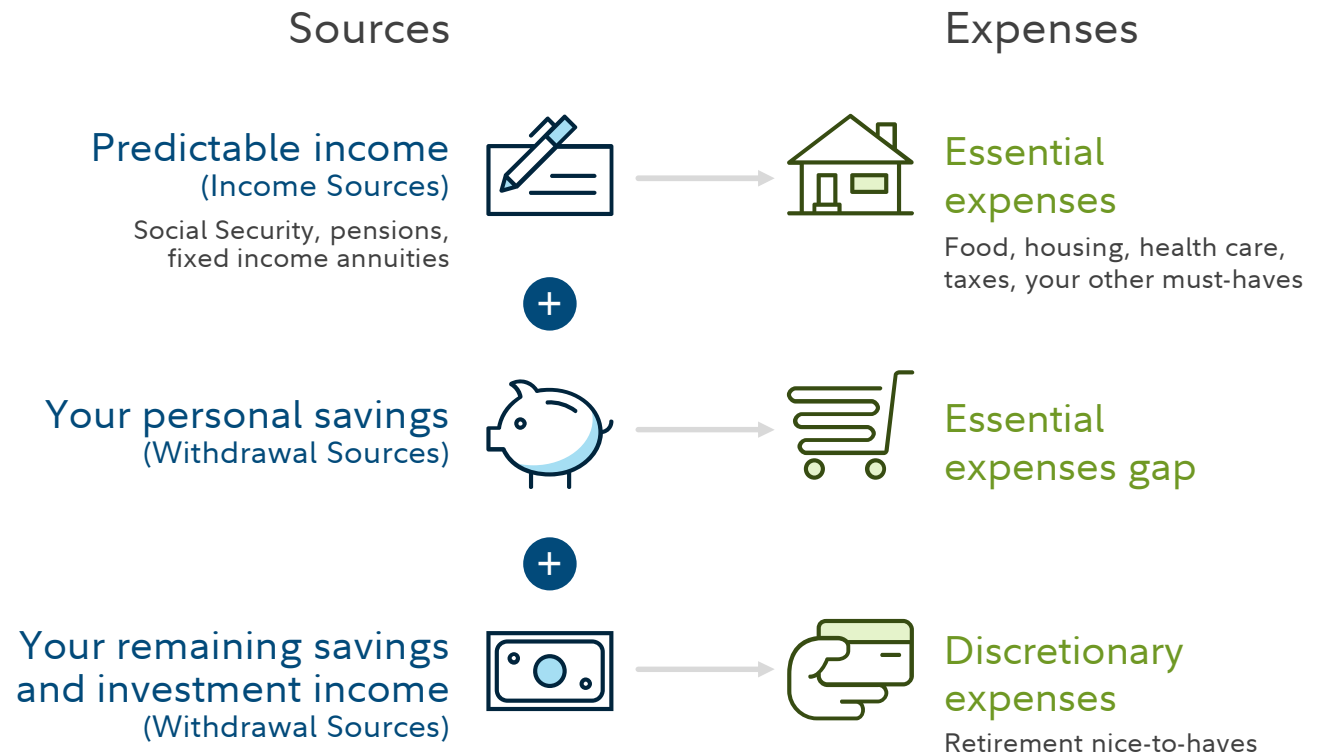 Sources
Expenses
Predictable income
(Income Sources)
Social Security, pensions,
fixed income annuities
Essential
expenses
Food, housing, health care,
taxes, your other must-haves
+
Your personal savings
(Withdrawal Sources)
Essential
expenses gap
+
Your remaining savings
and investment income
(Withdrawal Sources)
Discretionary
expenses
Retirement nice-to-haves